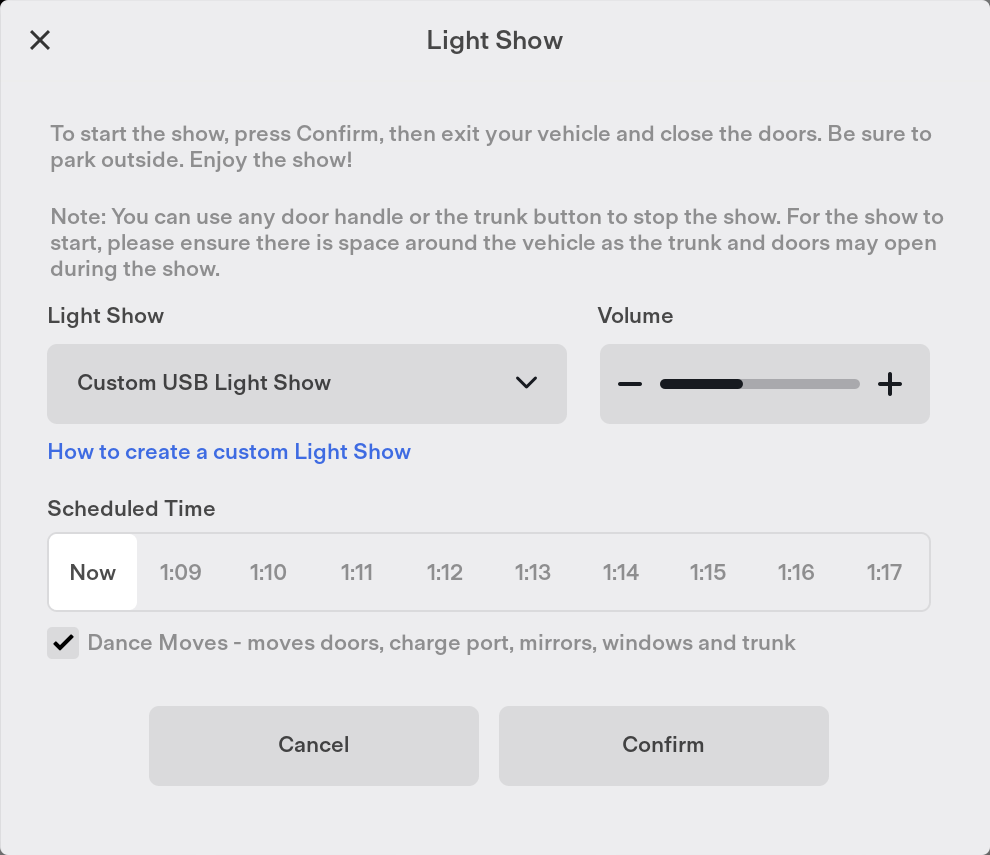 Light Show
To start the show, press Confirm, then exit your vehicle and close the doors. Be sure to
park outside. Enjoy the show!
Note: You can use any door handle or the trunk button to stop the show. For the show to
start, please ensure there is space around the vehicle as the trunk and doors may open
during the show.
Light Show
Volume
Custom USB Light Show
How to create a custom Light Show
Scheduled Time
Now 1:09 1:10 1:11 1:12 1:13 1:14 1:15 1:16 1:17
Dance Moves - moves doors, charge port, mirrors, windows and trunk
Cancel
Confirm